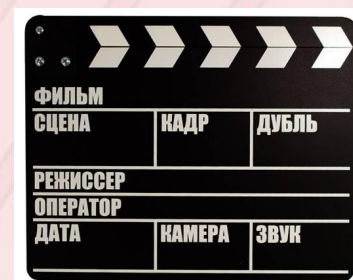 ФИЛЬМ
СЦЕНА КАДР ДУБЛЬ
РЕЖИССЕР
ОПЕРАТОР
ДАТА КАМЕРА ЗВУК